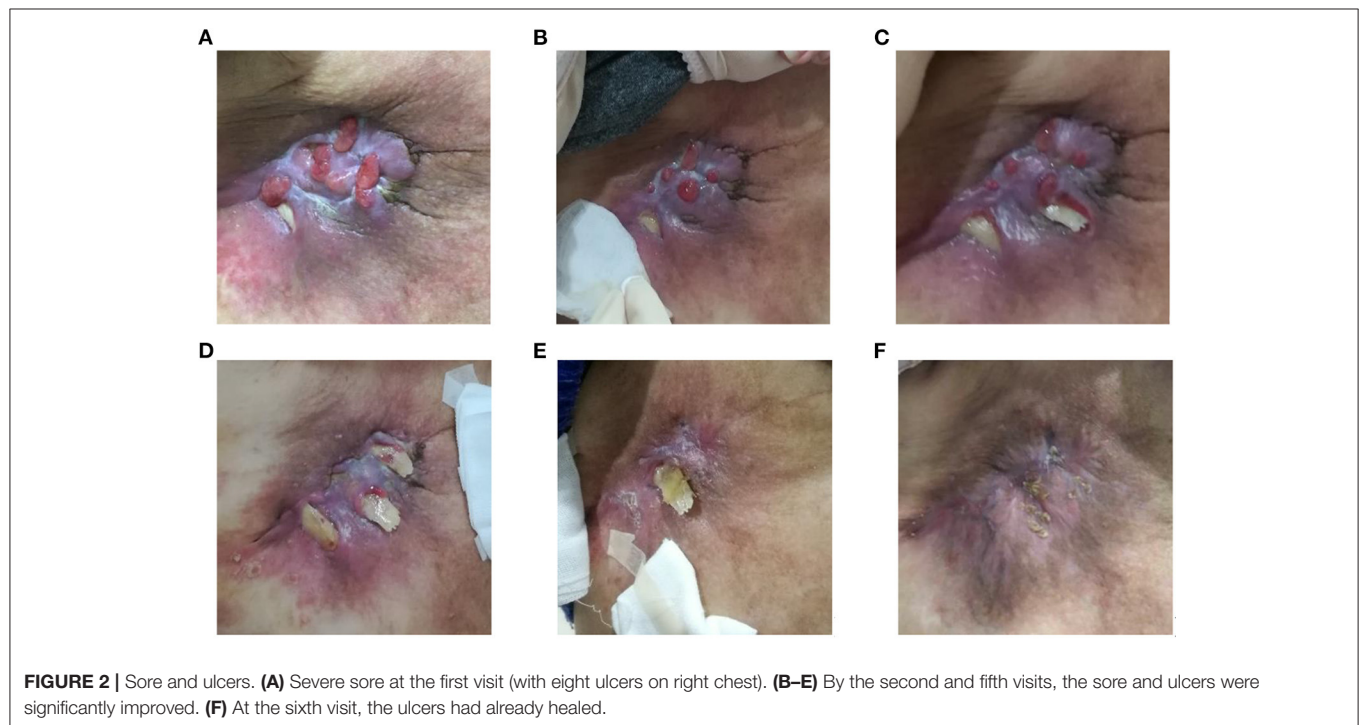 A
B
C
D
E
F
FIGURE 2 | Sore and ulcers. (A) Severe sore at the first visit (with eight ulcers on right chest). (B–E) By the second and fifth visits, the sore and ulcers were
significantly improved. (F) At the sixth visit, the ulcers had already healed.